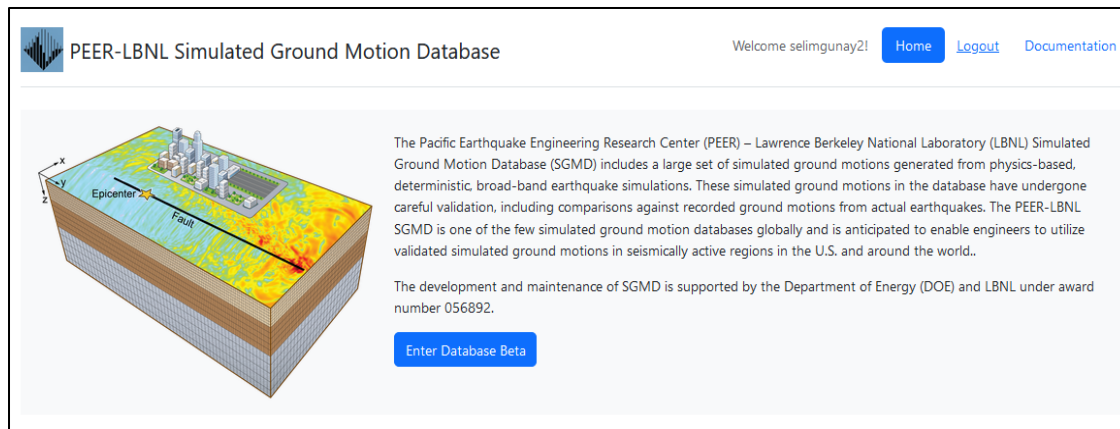 PEER-LBNL Simulated Ground Motion Database
Welcome selimgunay2!
Home
Logout
Documentation
x
y
z
Epicenter
Fault
The Pacific Earthquake Engineering Research Center (PEER) – Lawrence Berkeley National Laboratory (LBNL) Simulated
Ground Motion Database (SGMD) includes a large set of simulated ground motions generated from physics-based,
deterministic, broad-band earthquake simulations. These simulated ground motions in the database have undergone
careful validation, including comparisons against recorded ground motions from actual earthquakes. The PEER-LBNL
SGMD is one of the few simulated ground motion databases globally and is anticipated to enable engineers to utilize
validated simulated ground motions in seismically active regions in the U.S. and around the world..
The development and maintenance of SGMD is supported by the Department of Energy (DOE) and LBNL under award
number 056892.
Enter Database Beta